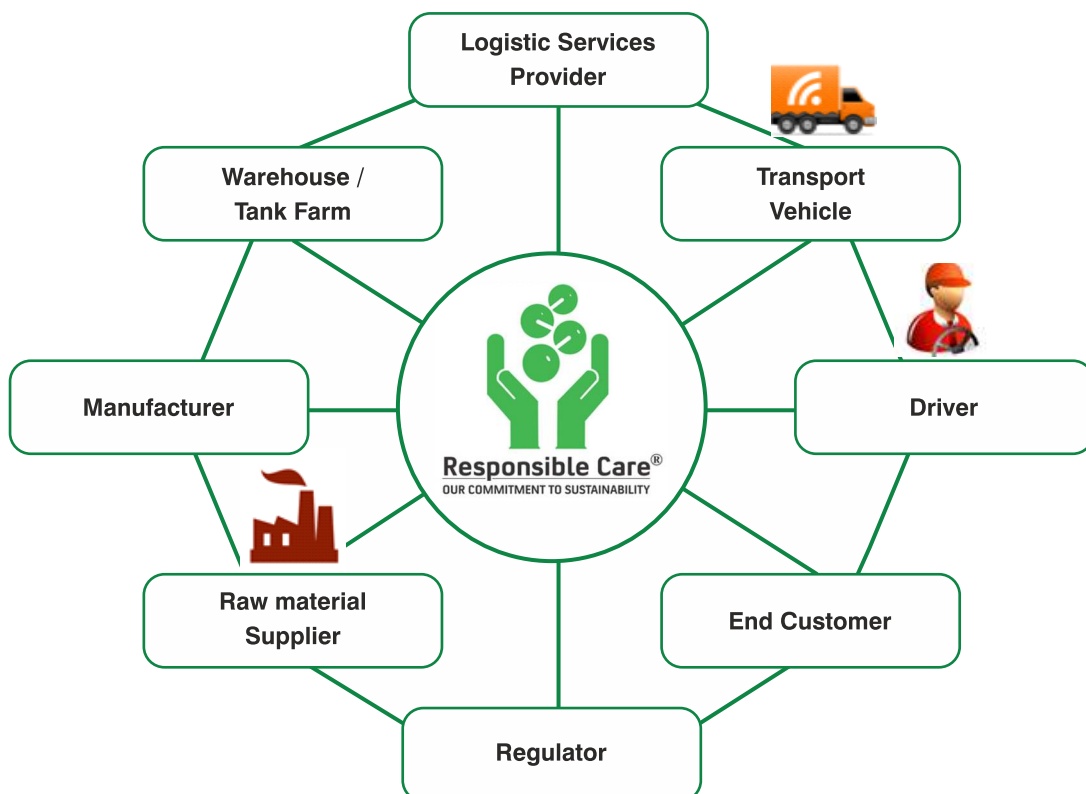 Logistic Services
Provider
Warehouse /
Tank Farm
Transport
Vehicle
Manufacturer
Responsible Care®
OUR COMMITMENT TO SUSTAINABILITY
Driver
Raw material
Supplier
End Customer
Regulator